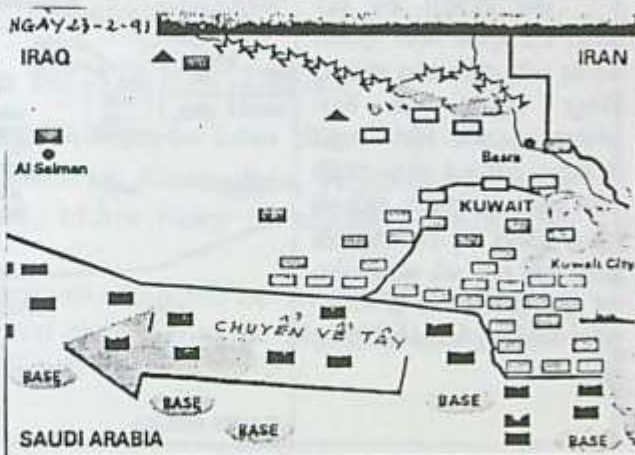 NGAY 23-2-91
IRAQ
IRAN
Al Salman
Basra
KUWAIT
Kuwait City
CHUYỂN VỀ TÂY
BASE
BASE
BASE
BASE
BASE
SAUDI ARABIA